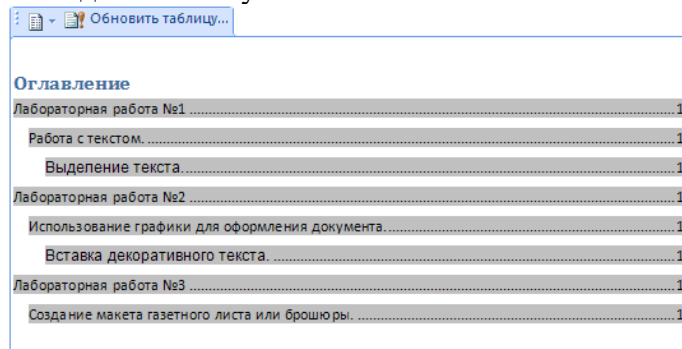 Обновить таблицу...
Оглавление
Лабораторная работа №1 ........................................ 1
Работа с текстом. ........................................ 1
Выделение текста. ........................................ 1
Лабораторная работа №2 ........................................ 1
Использование графики для оформления документа. ........................................ 1
Вставка декоративного текста. ........................................ 1
Лабораторная работа №3 ........................................ 1
Создание макета газетного листа или брошюры. ........................................ 1